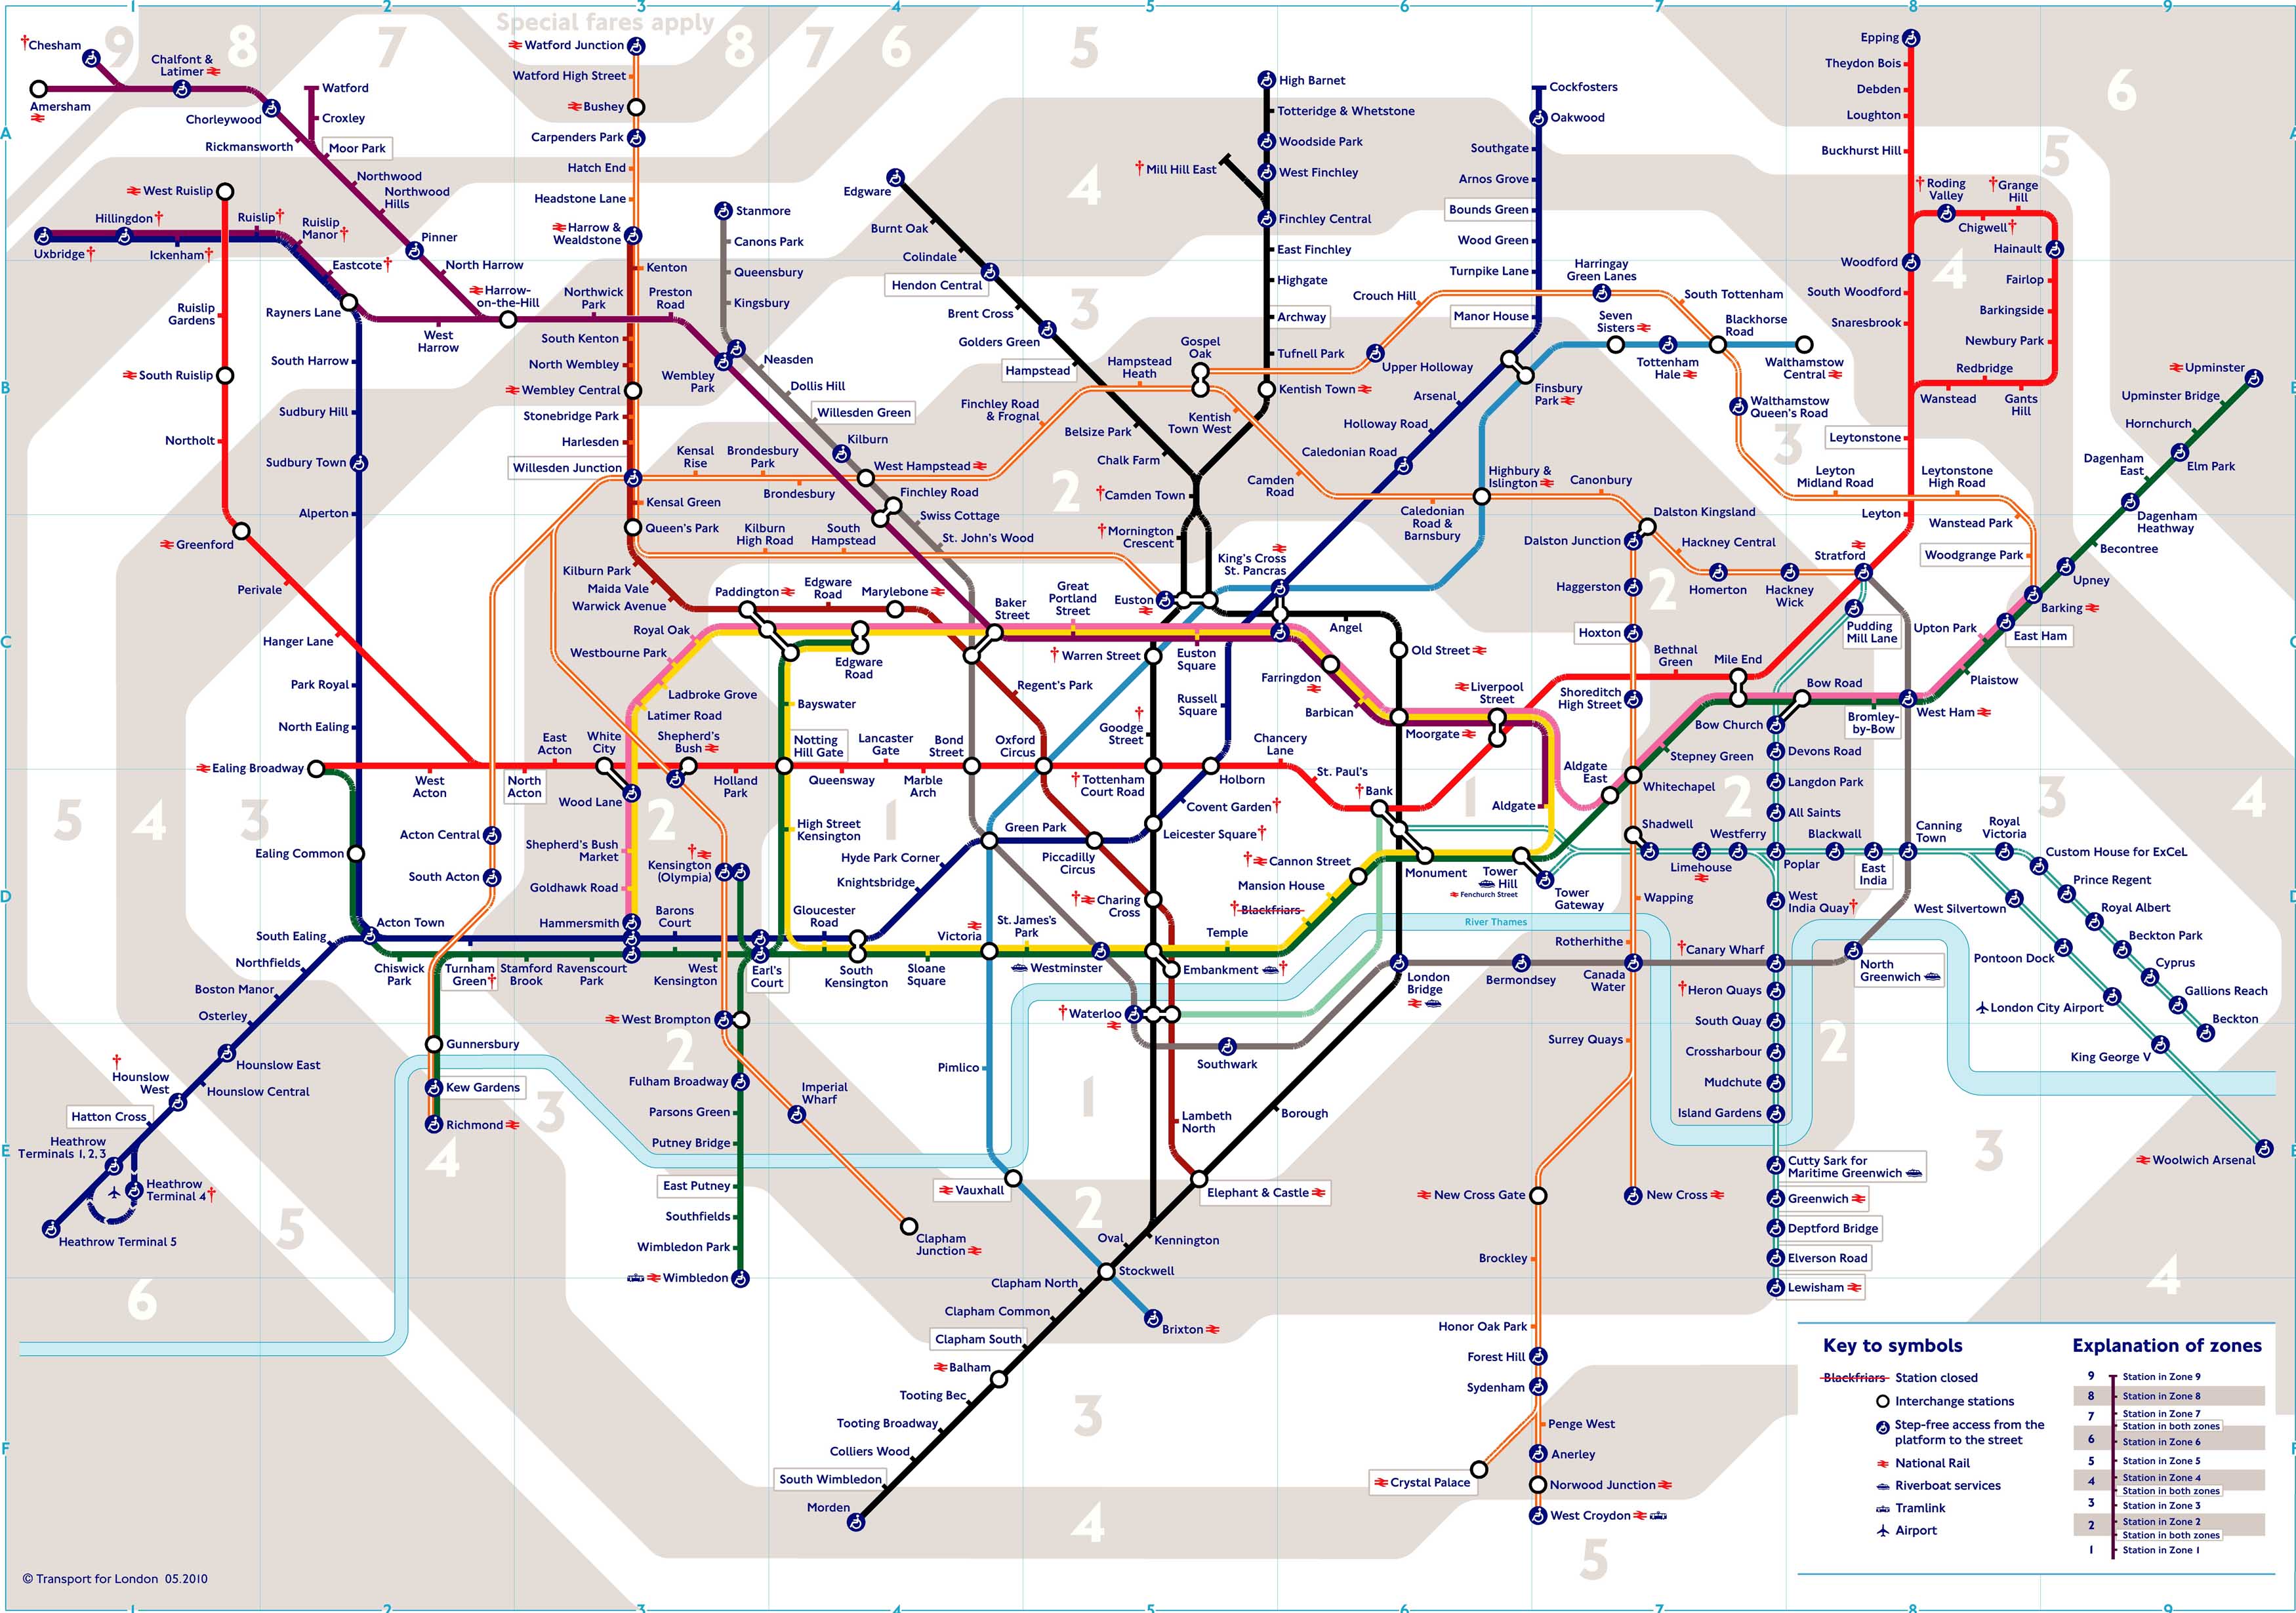 1
2
3
4
5
6
7
8
9
A
B
C
D
E
F
Special fares apply
9
8
7
8
7
6
5
4
3
2
6
5
4
3
2
†Chesham
Chalfont &
Latimer
Amersham
Chorleywood
Rickmansworth
Watford
Croxley
Moor Park
Northwood
Northwood
Hills
Pinner
North Harrow
Harrow-
on-the-Hill
West Ruislip
Hillingdon†
Ruislip†
Ruislip
Manor†
Uxbridge†
Ickenham†
Eastcote†
Rayners Lane
West
Harrow
Ruislip
Gardens
South Ruislip
Northolt
Greenford
Perivale
Hanger Lane
South Harrow
Sudbury Hill
Sudbury Town
Alperton
Park Royal
North Ealing
Ealing Broadway
Ealing Common
Watford Junction
Watford High Street
Bushey
Carpenders Park
Hatch End
Headstone Lane
Harrow &
Wealdstone
Kenton
Northwick
Park
Preston
Road
South Kenton
North Wembley
Wembley Central
Stonebridge Park
Harlesden
Willesden Junction
Kensal Green
Queen's Park
Kilburn Park
Maida Vale
Warwick Avenue
Kensal
Rise
Brondesbury
Park
Brondesbury
Kilburn
High Road
South
Hampstead
Stanmore
Canons Park
Queensbury
Kingsbury
Wembley
Park
Neasden
Dollis Hill
Willesden Green
Kilburn
West Hampstead
Finchley Road
Swiss Cottage
St. John's Wood
Edgware
Burnt Oak
Colindale
Hendon Central
Brent Cross
Golders Green
Hampstead
Belsize Park
Chalk Farm
†Camden Town
†Mornington
Crescent
Finchley Road
& Frognal
Hampstead
Heath
Gospel
Oak
Kentish
Town West
Camden
Road
†Mill Hill East
High Barnet
Totteridge & Whetstone
Woodside Park
West Finchley
Finchley Central
East Finchley
Highgate
Archway
Tufnell Park
Kentish Town
Cockfosters
Oakwood
Southgate
Arnos Grove
Bounds Green
Wood Green
Turnpike Lane
Manor House
Crouch Hill
Upper Holloway
Harringay
Green Lanes
South Tottenham
Seven
Sisters
Blackhorse
Road
Tottenham
Hale
Walthamstow
Central
Walthamstow
Queen's Road
Finsbury
Park
Arsenal
Holloway Road
Caledonian Road
Highbury &
Islington
Caledonian
Road &
Barnsbury
Canonbury
Dalston Kingsland
Dalston Junction
Hackney Central
Haggerston
Homerton
Hackney
Wick
Stratford
Hoxton
Leyton
Midland Road
Leytonstone
High Road
Wanstead Park
Woodgrange Park
Epping
Theydon Bois
Debden
Loughton
Buckhurst Hill
†Roding
Valley
†Grange
Hill
Chigwell†
Hainault
Woodford
South Woodford
Snaresbrook
Fairlop
Barkingside
Newbury Park
Redbridge
Wanstead
Gants
Hill
Leytonstone
Leyton
Upminster
Upminster Bridge
Hornchurch
Elm Park
Dagenham
East
Dagenham
Heathway
Becontree
Upney
Barking
East Ham
Upton Park
Plaistow
West Ham
Pudding
Mill Lane
Bow Road
Bow Church
Bromley-
by-Bow
Mile End
Bethnal
Green
Stepney Green
Whitechapel
Shoreditch
High Street
Devons Road
Langdon Park
All Saints
Poplar
Westferry
Limehouse
Shadwell
Blackwall
East
India
Canning
Town
Royal
Victoria
Custom House for ExCeL
Prince Regent
Royal Albert
Beckton Park
Cyprus
Gallions Reach
Beckton
West Silvertown
Pontoon Dock
London City Airport
King George V
Woolwich Arsenal
Paddington
Edgware
Road
Marylebone
Baker
Street
Great
Portland
Street
Euston
King's Cross
St. Pancras
Angel
Old Street
Royal Oak
Westbourne Park
Ladbroke Grove
Latimer Road
Edgware
Road
Bayswater
†Warren Street
Euston
Square
Regent's Park
Russell
Square
Farringdon
Barbican
Moorgate
Liverpool
Street
†
Goodge
Street
East
Acton
White
City
Shepherd's
Bush
Notting
Hill Gate
Lancaster
Gate
Bond
Street
Oxford
Circus
Chancery
Lane
West
Acton
North
Acton
Wood Lane
Holland
Park
Queensway
Marble
Arch
†Tottenham
Court Road
Holborn
St. Paul's
†Bank
Aldgate
East
Aldgate
Acton Central
South Acton
Shepherd's Bush
Market
Goldhawk Road
Hammersmith
Kensington
(Olympia)
High Street
Kensington
Hyde Park Corner
Knightsbridge
Green Park
Piccadilly
Circus
Covent Garden†
Leicester Square†
†Cannon Street
Mansion House
†Blackfriars
Monument
Tower
Hill
Fenchurch Street
Tower
Gateway
River Thames
Wapping
Rotherhithe
Canada
Water
Surrey Quays
Acton Town
South Ealing
Northfields
Boston Manor
Osterley
Hounslow East
Hounslow Central
†
Hounslow
West
Hatton Cross
Heathrow
Terminals 1, 2, 3
Heathrow
Terminal 4†
Heathrow Terminal 5
Chiswick
Park
Turnham
Green†
Stamford
Brook
Ravenscourt
Park
Barons
Court
West
Kensington
Earl's
Court
Gloucester
Road
South
Kensington
Sloane
Square
Victoria
St. James's
Park
Westminster
†Charing
Cross
Embankment†
Temple
†Waterloo
Southwark
London
Bridge
Bermondsey
†Canary Wharf
North
Greenwich
West
India Quay†
†Heron Quays
South Quay
Crossharbour
Mudchute
Island Gardens
Cutty Sark for
Maritime Greenwich
Greenwich
Deptford Bridge
Elverson Road
Lewisham
Gunnersbury
Kew Gardens
Richmond
West Brompton
Fulham Broadway
Parsons Green
Putney Bridge
East Putney
Southfields
Wimbledon Park
Wimbledon
Imperial
Wharf
Clapham
Junction
Pimlico
Vauxhall
Lambeth
North
Elephant & Castle
Borough
Kennington
Oval
Stockwell
Brixton
Clapham North
Clapham Common
Clapham South
Balham
Tooting Bec
Tooting Broadway
Colliers Wood
South Wimbledon
Morden
New Cross Gate
New Cross
Brockley
Honor Oak Park
Forest Hill
Sydenham
Penge West
Anerley
Crystal Palace
Norwood Junction
West Croydon
Key to symbols
Blackfriars Station closed
Interchange stations
Step-free access from the
platform to the street
National Rail
Riverboat services
Tramlink
Airport
Explanation of zones
9 Station in Zone 9
8 Station in Zone 8
7 Station in Zone 7
Station in both zones
6 Station in Zone 6
5 Station in Zone 5
4 Station in Zone 4
Station in both zones
3 Station in Zone 3
2 Station in Zone 2
Station in both zones
1 Station in Zone 1
© Transport for London 05.2010